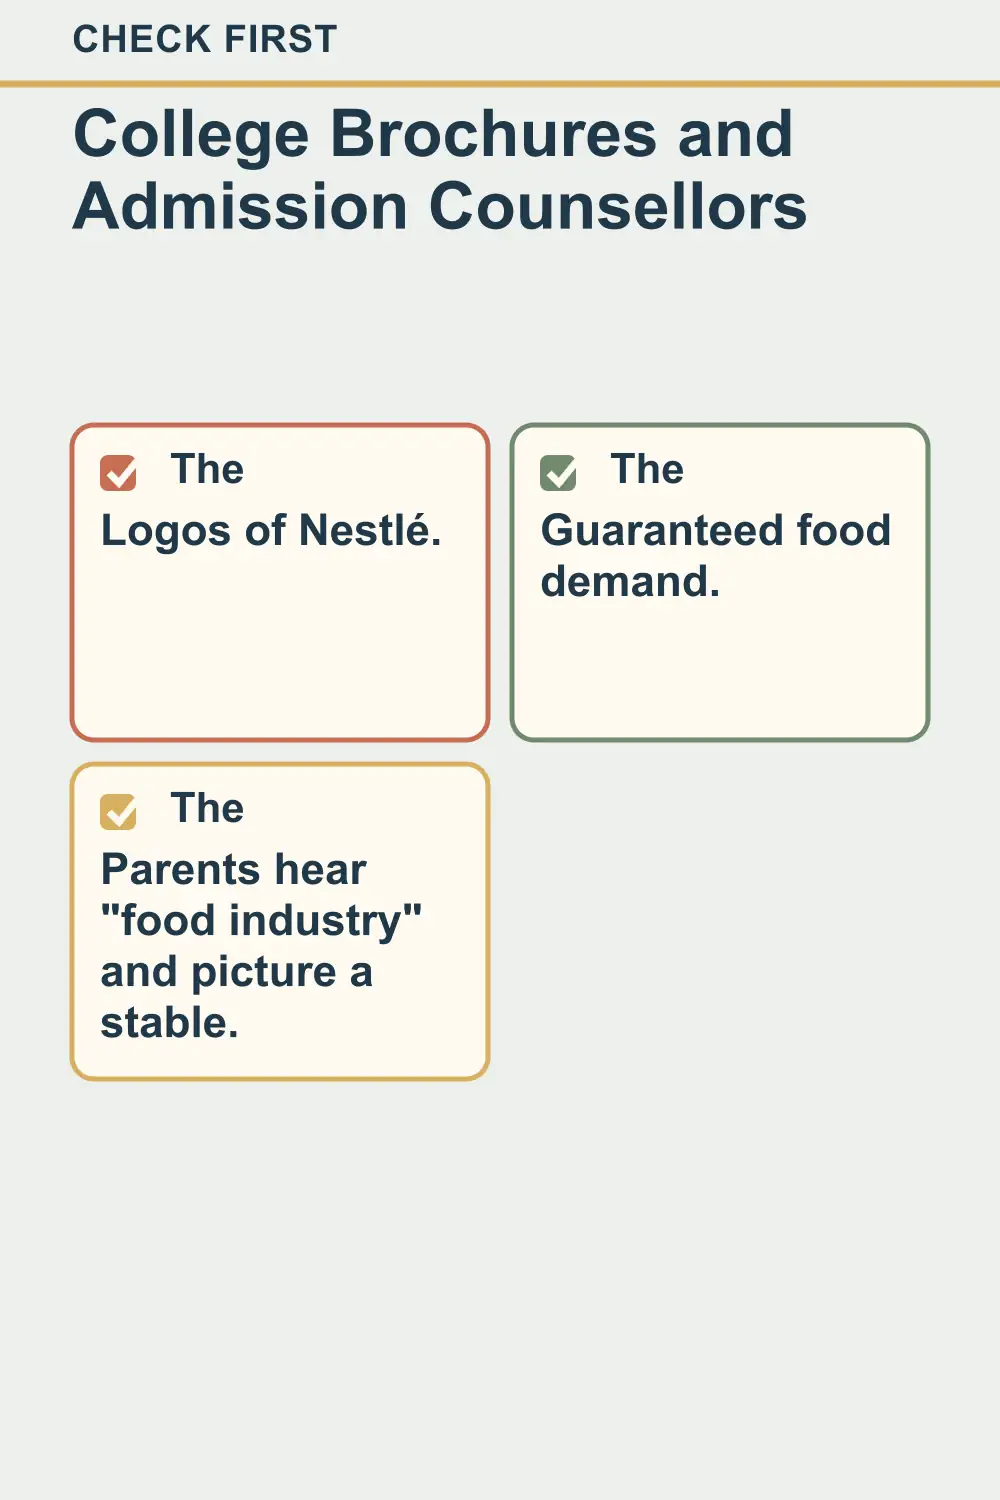 CHECK FIRST
College Brochures and
Admission Counsellors
The
Logos of Nestlé.
The
Guaranteed food
demand.
The
Parents hear
"food industry"
and picture a
stable.